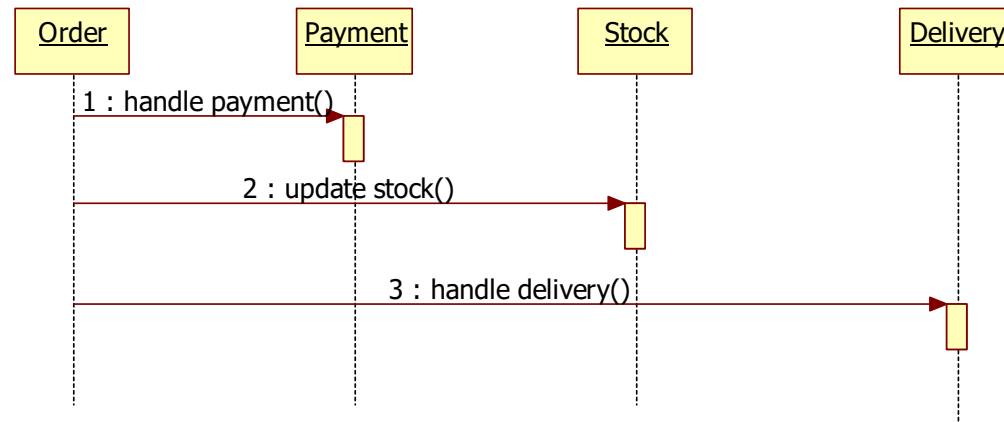 Order
Payment
Stock
Delivery
1 : handle payment()
2 : update stock()
3 : handle delivery()